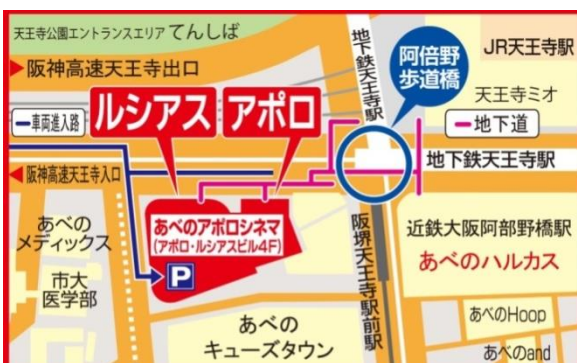 天王寺公園エントランスエリア てんしば
阪神高速天王寺出口
車両進入路
ルシアス
アポロ
地下鉄天王寺駅
阿倍野
歩道橋
JR天王寺駅
天王寺ミオ
地下道
地下鉄天王寺駅
阪神高速天王寺入口
あべの
メディックス
市大
医学部
あべのアポロシネマ
(アポロ・ルシアスビル4F)
P
あべの
キューズタウン
阪堺天王寺駅前駅
近鉄大阪阿部野橋駅
あべのハルカス
あべのHoop
あべのand